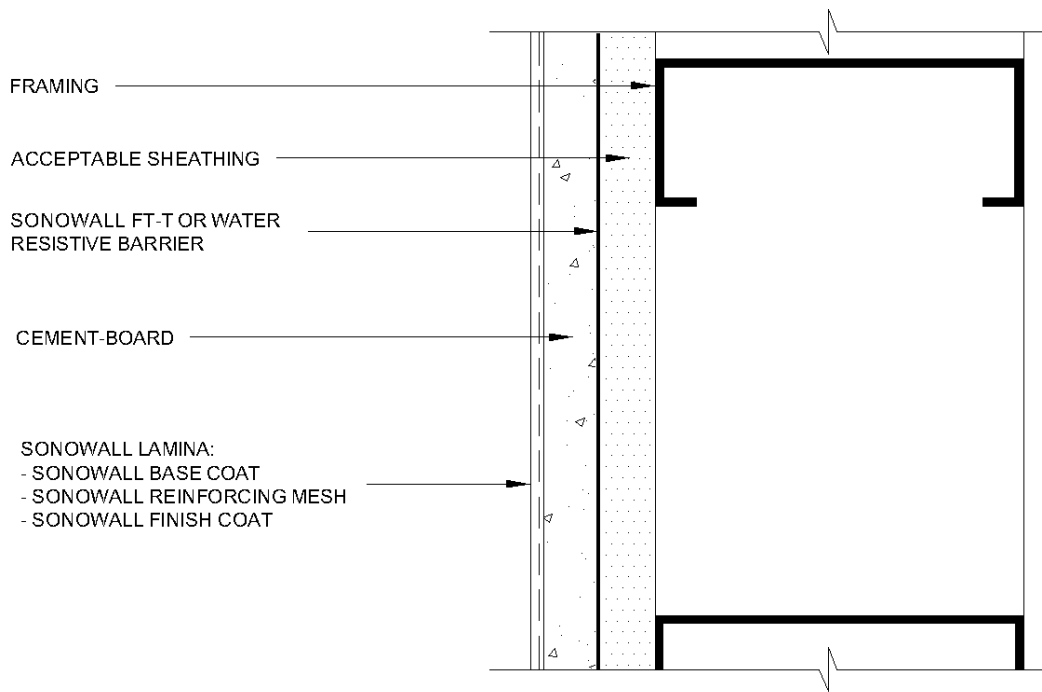 FRAMING
ACCEPTABLE SHEATHING
SONOWALL FT-T OR WATER
RESISTIVE BARRIER
CEMENT-BOARD
SONOWALL LAMINA:
- SONOWALL BASE COAT
- SONOWALL REINFORCING MESH
- SONOWALL FINISH COAT